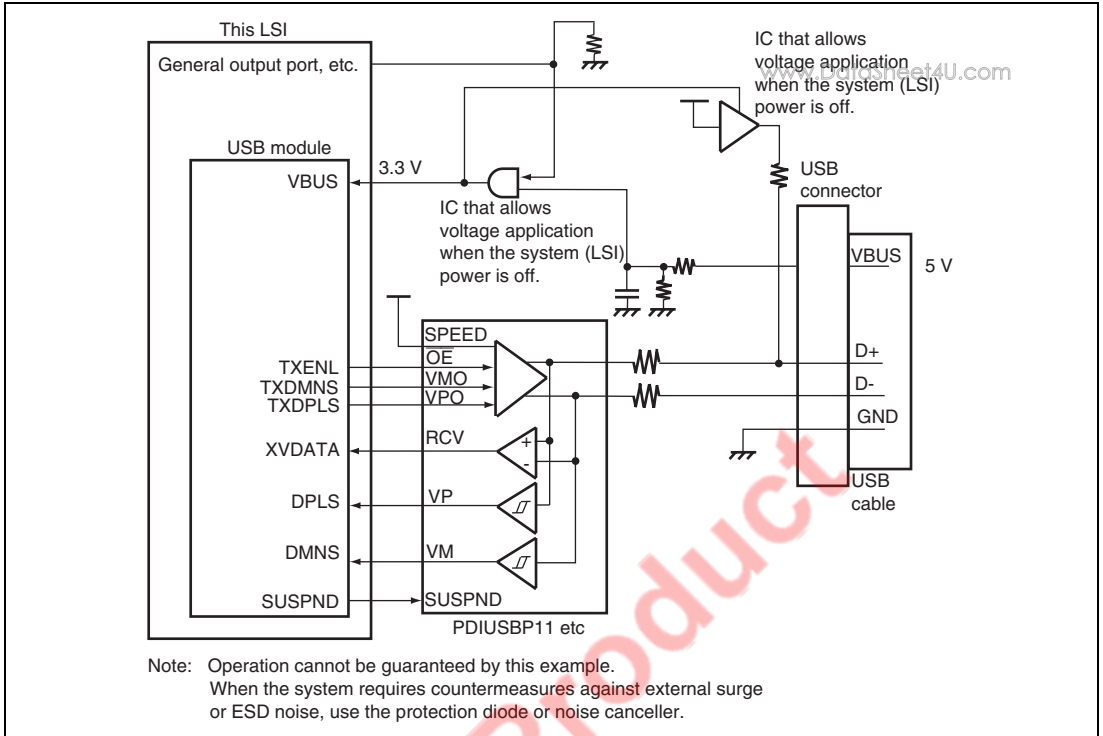 This LSI
General output port, etc.
IC that allows
voltage application
when the system (LSI)
power is off.
www.DataSheet4U.com
USB module
VBUS
3.3 V
IC that allows
voltage application
when the system (LSI)
power is off.
USB
connector
VBUS
5 V
D+
D-
GND
USB
cable
SPEED
OE
VMO
VPO
RCV
+
-
VP
VM
SUSPND
TXENL
TXDMNS
TXDPLS
XVDATA
DPLS
DMNS
SUSPND
PDIUSBP11 etc
Note: Operation cannot be guaranteed by this example.
When the system requires countermeasures against external surge
or ESD noise, use the protection diode or noise canceller.
Product